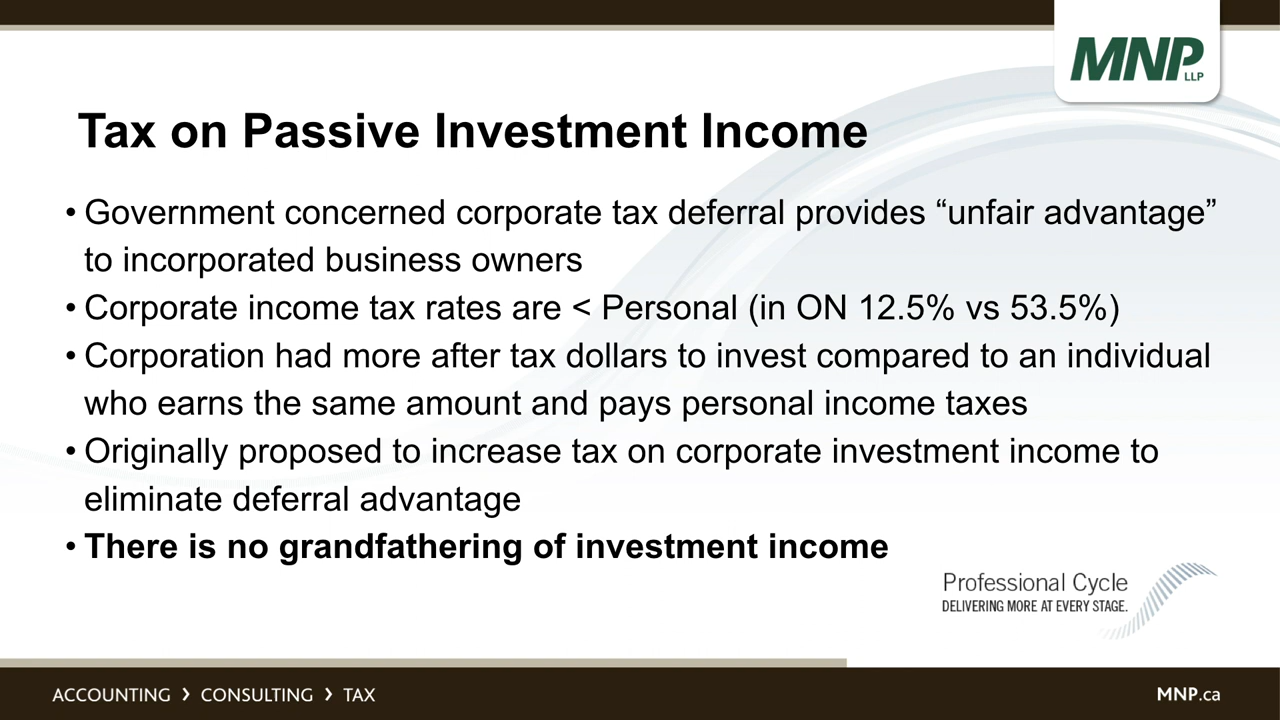 MNP
LLP
Tax on Passive Investment Income
• Government concerned corporate tax deferral provides “unfair advantage”
to incorporated business owners
• Corporate income tax rates are < Personal (in ON 12.5% vs 53.5%)
• Corporation had more after tax dollars to invest compared to an individual
who earns the same amount and pays personal income taxes
• Originally proposed to increase tax on corporate investment income to
eliminate deferral advantage
• There is no grandfathering of investment income
Professional Cycle
DELIVERING MORE AT EVERY STAGE.
ACCOUNTING › CONSULTING › TAX
MNP.ca